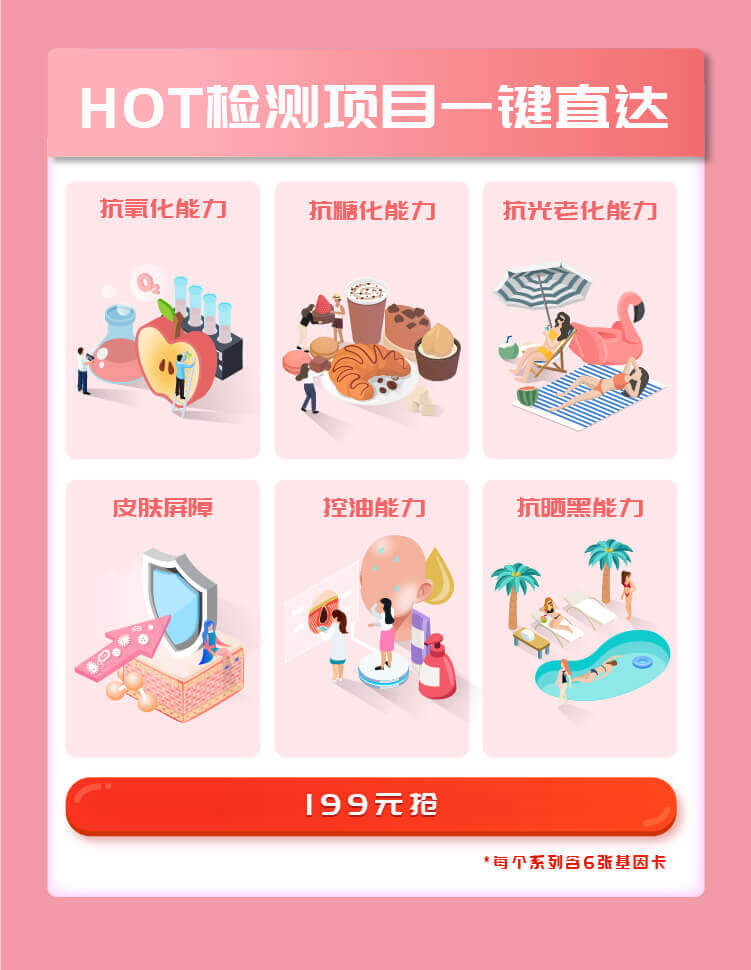 HOT检测项目一键直达
抗氧化能力
抗糖化能力
抗光老化能力
O₂
皮肤屏障
控油能力
抗晒黑能力
199元抢
*每个系列含6张基因卡